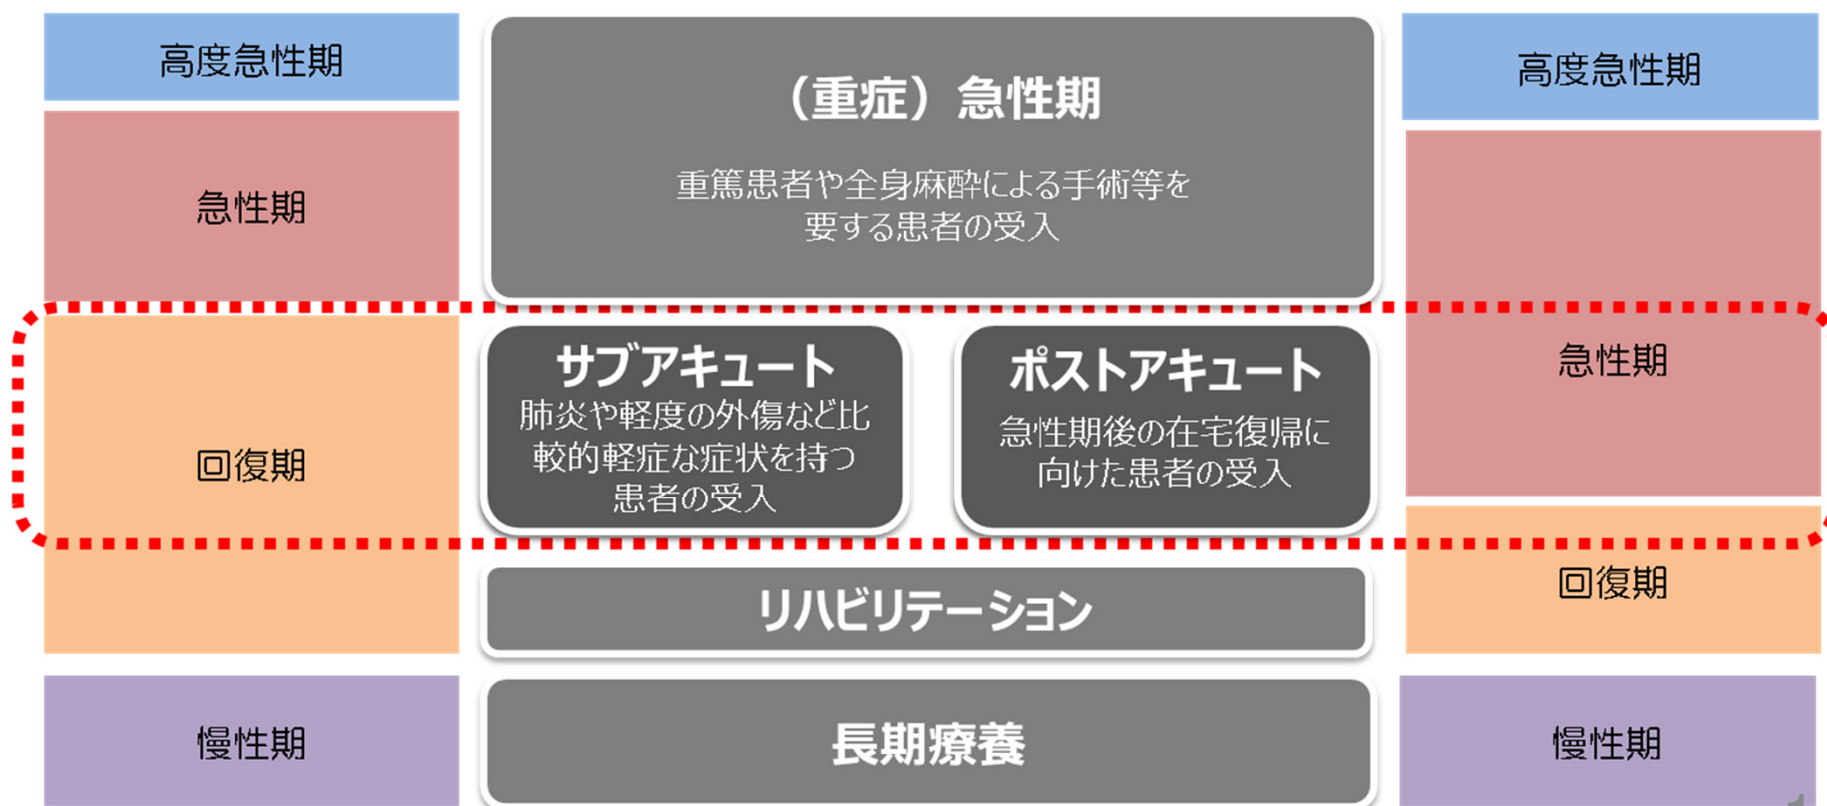 高度急性期
急性期
回復期
慢性期
（重症）急性期
重篤患者や全身麻酔による手術等を
要する患者の受入
サブアキュート
肺炎や軽度の外傷など比
較的軽症な症状を持つ
患者の受入
ポストアキュート
急性期後の在宅復帰に
向けた患者の受入
リハビリテーション
長期療養
高度急性期
急性期
回復期
慢性期